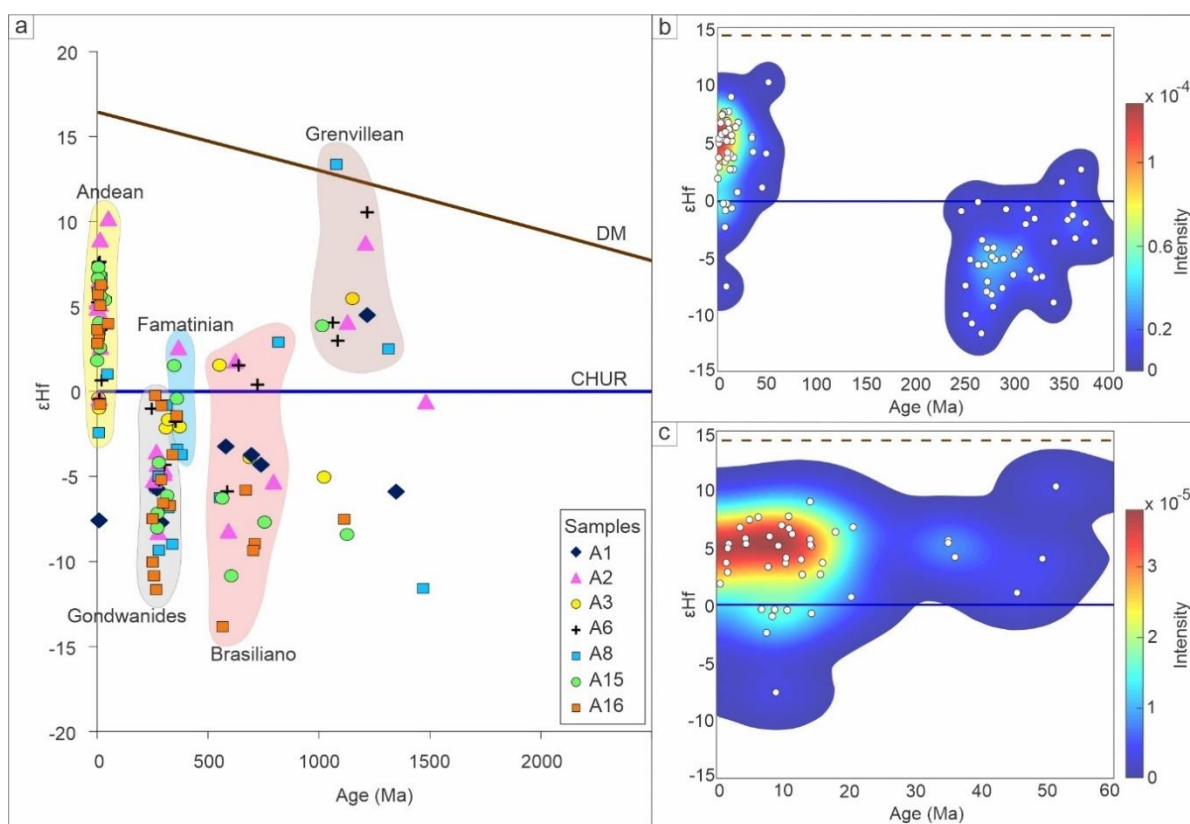 a
20
15
10
5
0
-5
-10
-15
-20
εHf
Andean
Grenvillean
DM
Famatinian
CHUR
Gondwanides
Brasiliano
Samples
A1
A2
A3
A6
A8
A15
A16
0
500
1000
1500
2000
Age (Ma)
b
15
10
5
0
-5
-10
-15
εHf
0
50
100
150
200
250
300
350
400
Age (Ma)
x 10-4
1
0.6
0.2
Intensity
c
15
10
5
0
-5
-10
-15
εHf
0
10
20
30
40
50
60
Age (Ma)
x 10-5
3
2
1
0
Intensity